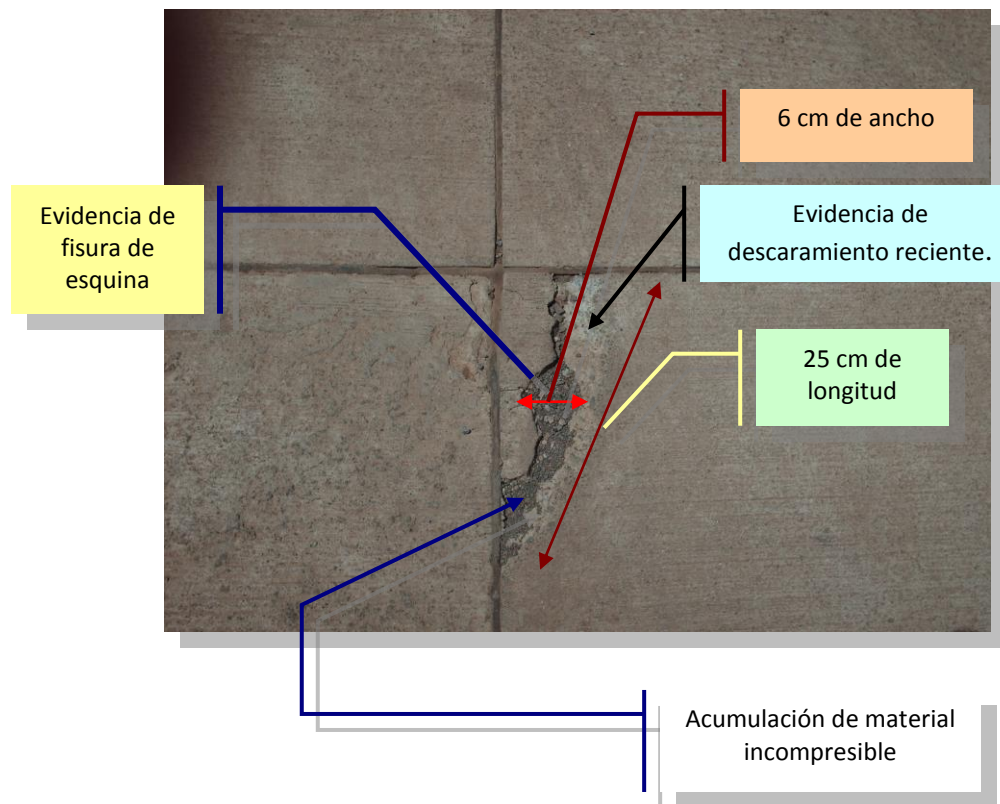 6 cm de ancho
Evidencia de
fisura de
esquina
Evidencia de
descaramiento reciente.
25 cm de
longitud
Acumulación de material
incompresible